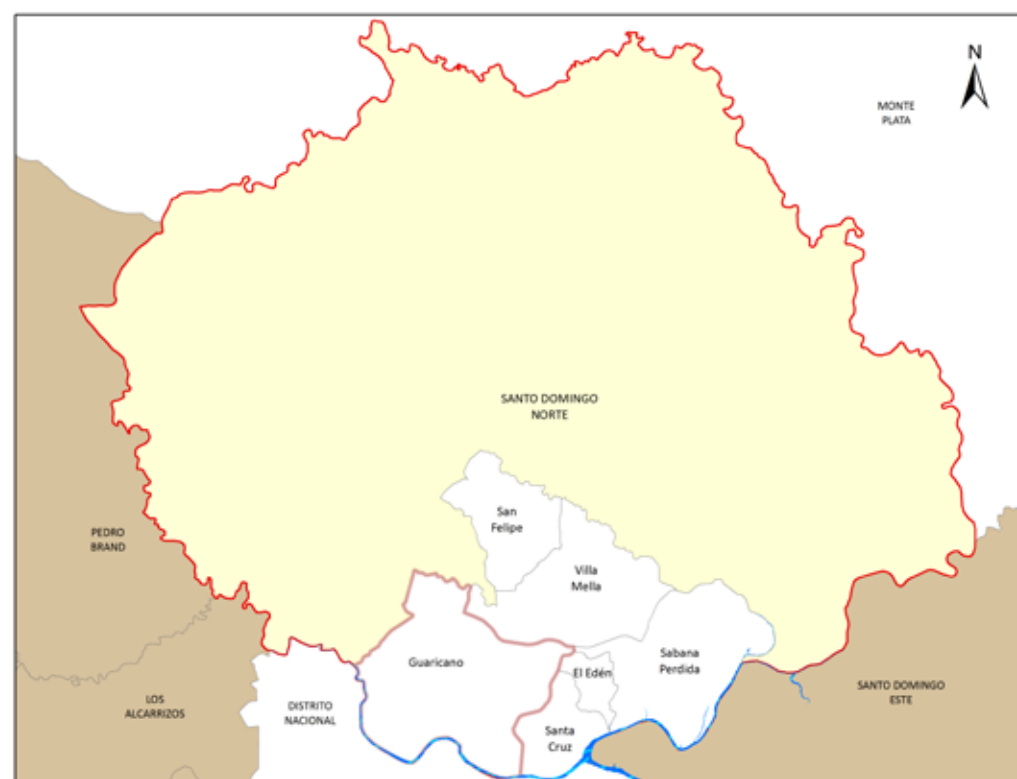 N
MONTE
PLATA
SANTO DOMINGO
NORTE
San
Felipe
PEDRO
BRAND
Villa
Mella
Guaricano
El Edén
Sabana
Perdida
LOS
ALCARRIZOS
DISTRITO
NACIONAL
SANTO DOMINGO
ESTE
Santa
Cruz